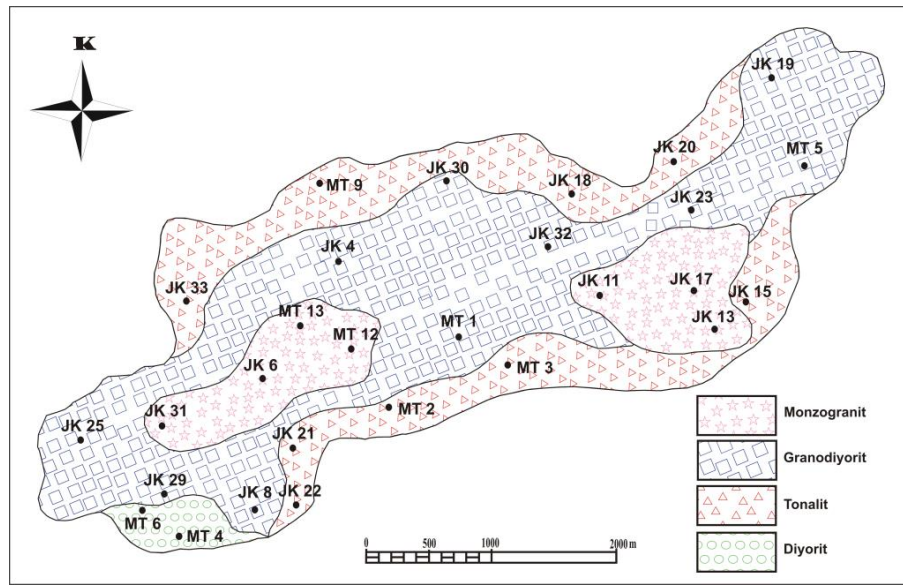 K
JK 19
MT 5
JK 20
JK 30
MT 9
JK 18
JK 23
JK 32
JK 4
JK 33
JK 11
JK 17
JK 15
JK 13
MT 13
MT 12
MT 1
MT 3
JK 6
MT 2
JK 31
JK 25
JK 21
JK 29
JK 8
JK 22
MT 6
MT 4
Monzogranit
Granodiyorit
Tonalit
Diyorit
0 500 1000 2000 m